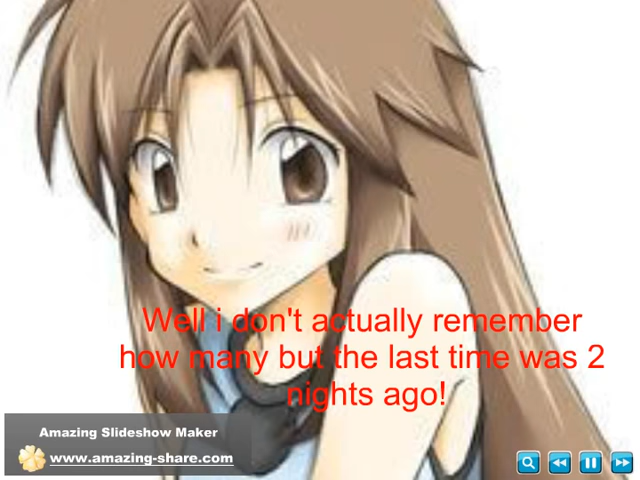 Well i don't actually remember
how many but the last time was 2
nights ago!
Amazing Slideshow Maker
www.amazing-share.com